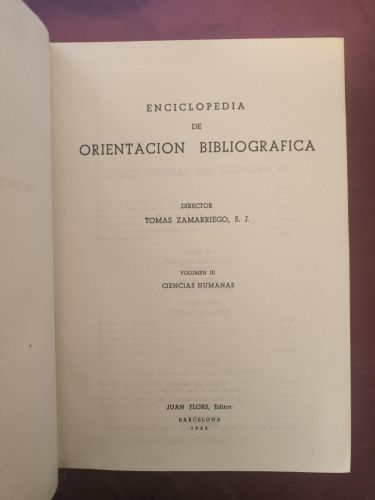 ENCICLOPEDIA
DE
ORIENTACION BIBLIOGRAFICA
DIRECTOR
TOMAS ZAMARRIEGO, S. J.
VOLUMEN III
CIENCIAS HUMANAS
JUAN FLORS, Editor
BARCELONA
1965